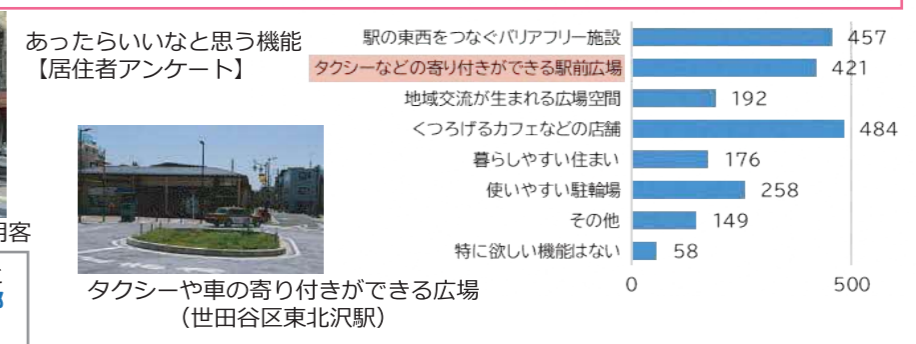 あったらいいなと思う機能
【居住者アンケート】
駅の東西をつなぐバリアフリー施設 457
タクシーなどの寄り付きができる駅前広場 421
地域交流が生まれる広場空間 192
くつろげるカフェなどの店舗 484
暮らしやすい住まい 176
使いやすい駐輪場 258
その他 149
特に欲しい機能はない 58
0 500
タクシーや車の寄り付きができる広場
(世田谷区東北沢駅)
客